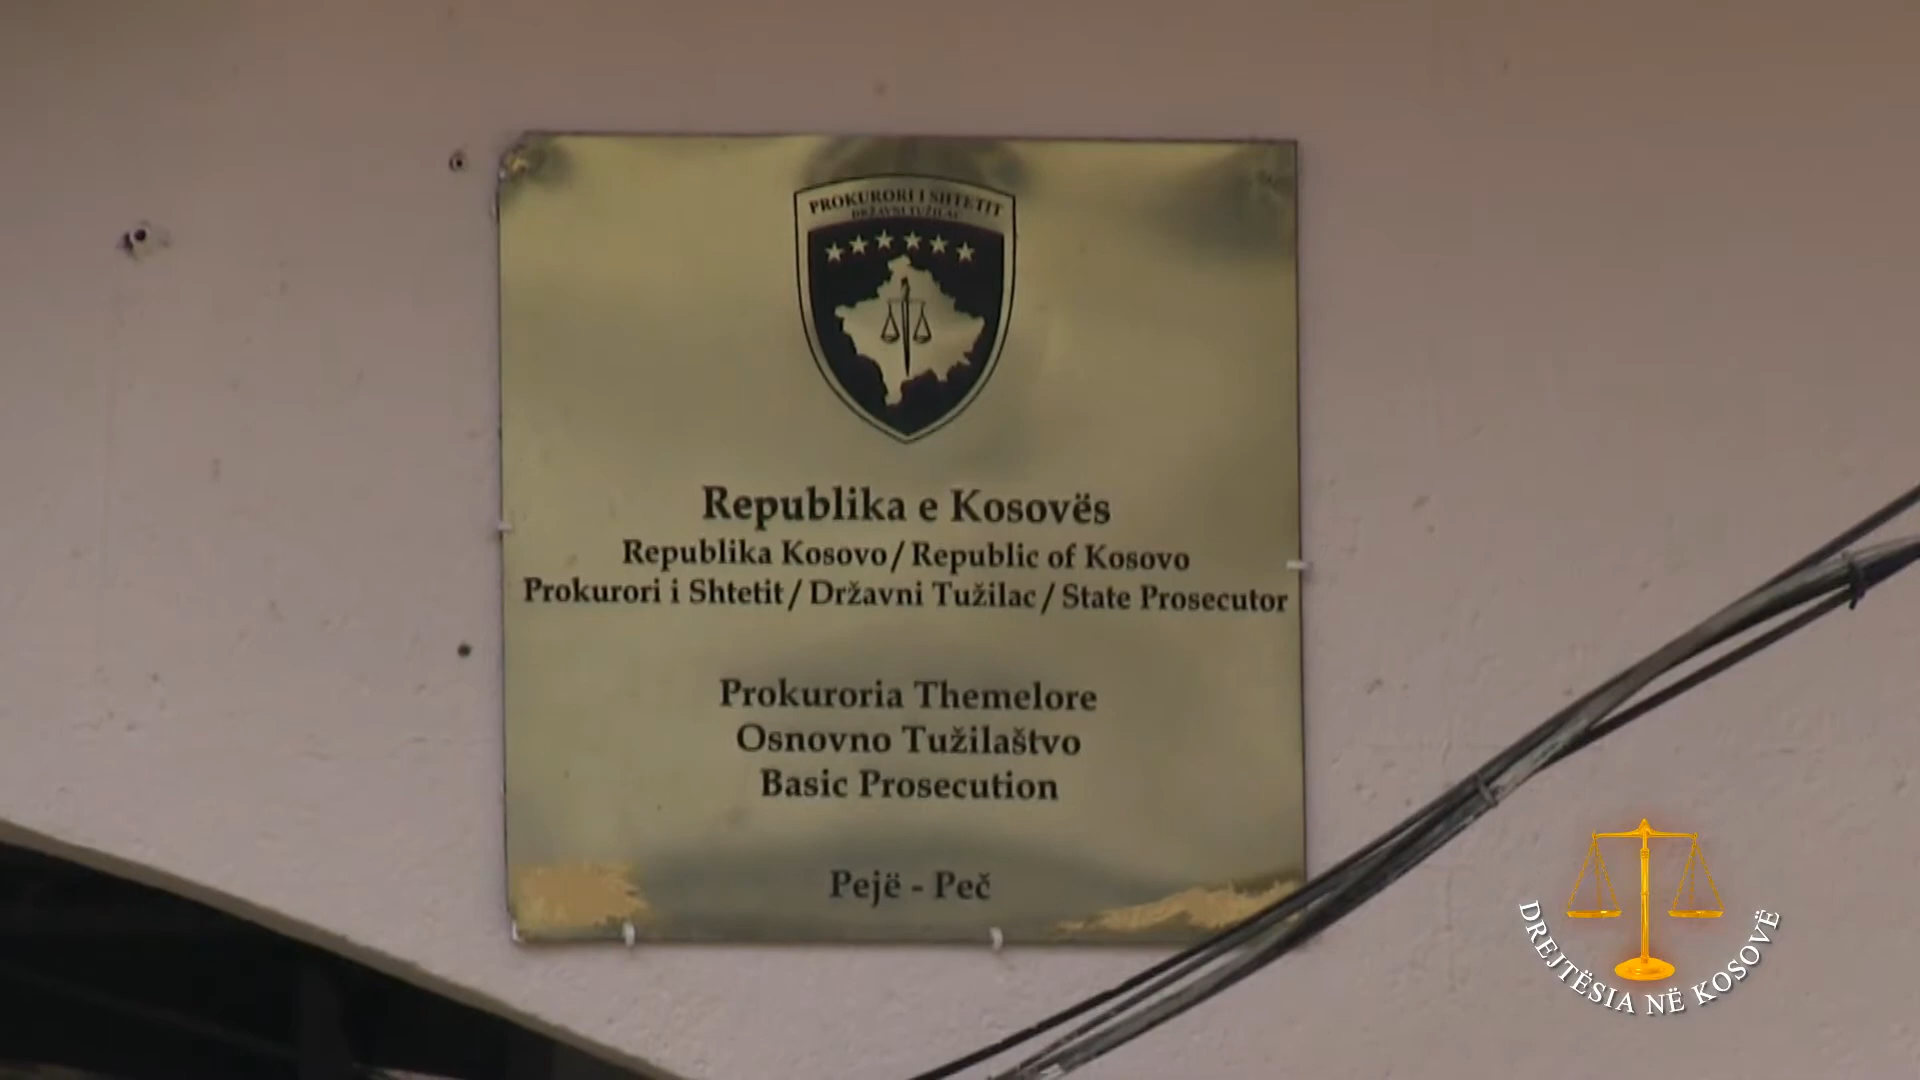 PROKURORI I SHTETIT
DRŽAVNI TUŽILAC
Republika e Kosovës
Republika Kosovo / Republic of Kosovo
Prokurori i Shtetit / Državni Tužilac / State Prosecutor
Prokuroria Themelore
Osnovno Tužilaštvo
Basic Prosecution
Pejë - Peč
DREJTËSIA NË KOSOVË